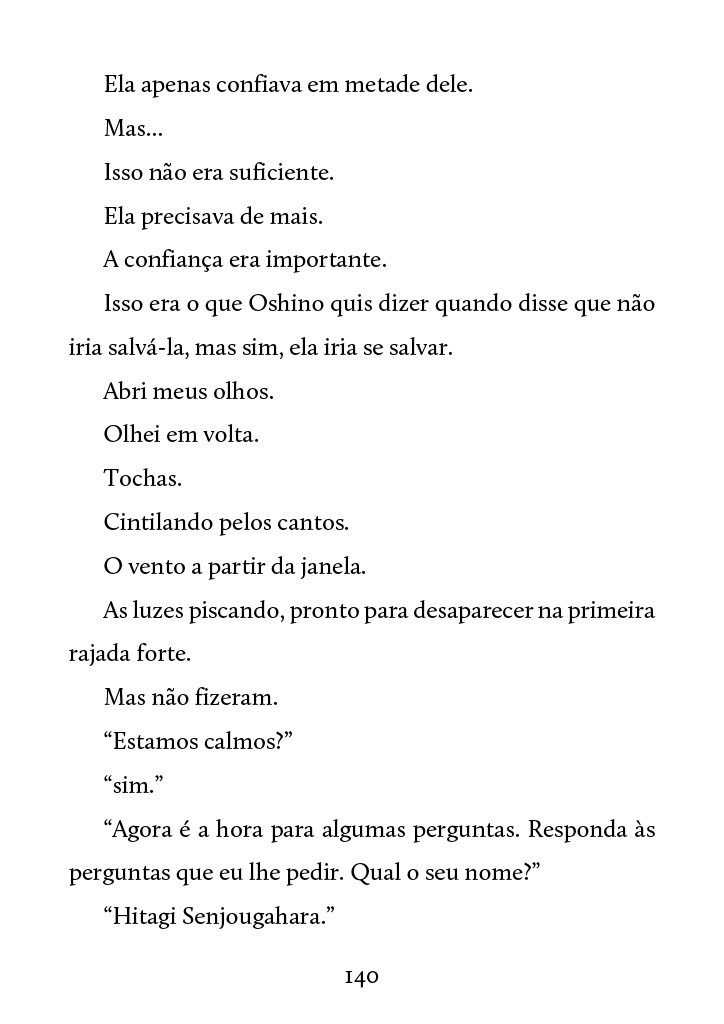 Ela apenas confiava em metade dele.
Mas...
Isso não era suficiente.
Ela precisava de mais.
A confiança era importante.
Isso era o que Oshino quis dizer quando disse que não
iria salvá-la, mas sim, ela iria se salvar.
Abri meus olhos.
Olhei em volta.
Tochas.
Cintilando pelos cantos.
O vento a partir da janela.
As luzes piscando, pronto para desaparecer na primeira
rajada forte.
Mas não fizeram.
“Estamos calmos?”
“sim.”
“Agora é a hora para algumas perguntas. Responda às
perguntas que eu lhe pedir. Qual o seu nome?”
“Hitagi Senjougahara.”
140